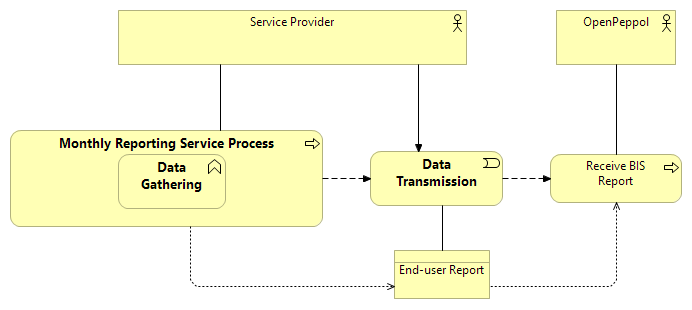 Service Provider
OpenPeppol
Monthly Reporting Service Process
Data
Gathering
Data
Transmission
Receive BIS
Report
End-user Report